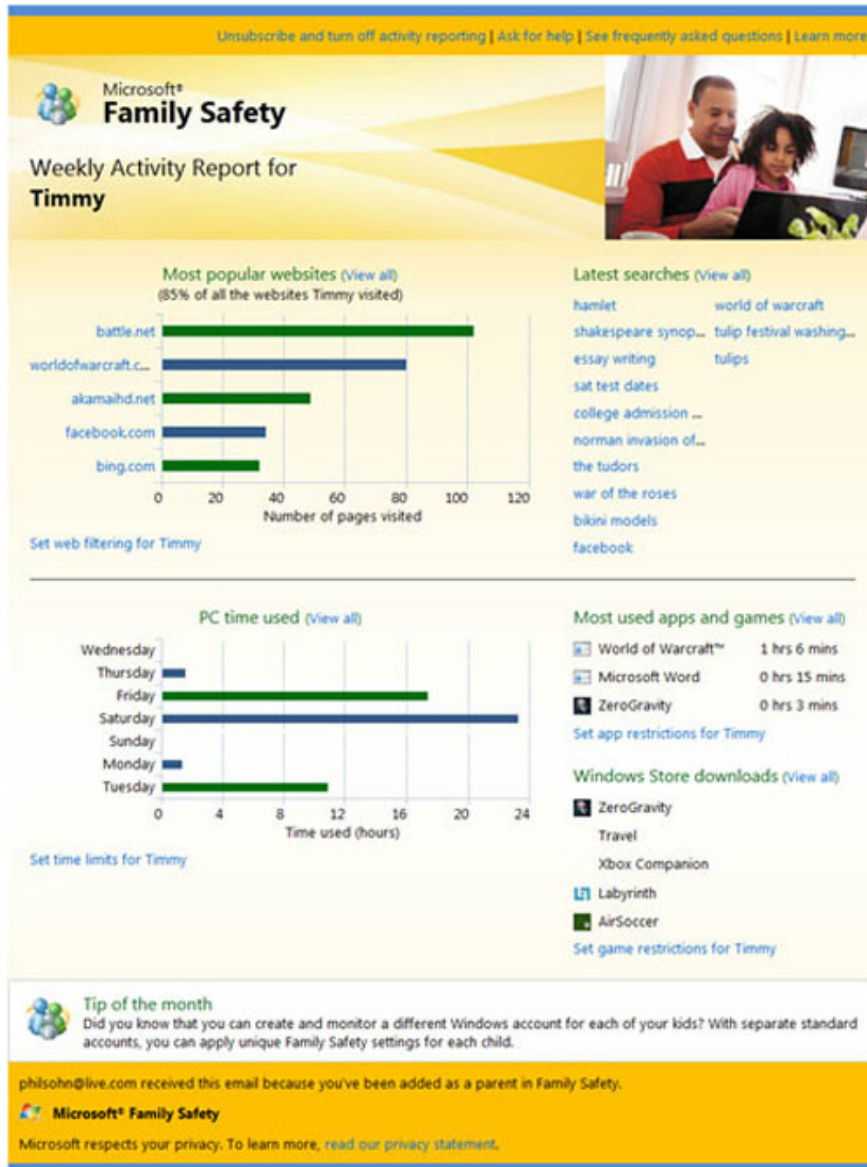 Unsubscribe and turn off activity reporting | Ask for help | See frequently asked questions | Learn more
Microsoft®
Family Safety
Weekly Activity Report for
Timmy
Most popular websites (View all)
(85% of all the websites Timmy visited)
battle.net
worldofwarcraft.c...
akamaihd.net
facebook.com
bing.com
0 20 40 60 80 100 120
Number of pages visited
Set web filtering for Timmy
Latest searches (View all)
hamlet world of warcraft
shakespeare synop... tulip festival washing...
essay writing tulips
sat test dates
college admission ...
norman invasion of...
the tudors
war of the roses
bikini models
facebook
PC time used (View all)
Wednesday
Thursday
Friday
Saturday
Sunday
Monday
Tuesday
0 4 8 12 16 20 24
Time used (hours)
Set time limits for Timmy
Most used apps and games (View all)
World of Warcraft™ 1 hrs 6 mins
Microsoft Word 0 hrs 15 mins
ZeroGravity 0 hrs 3 mins
Set app restrictions for Timmy
Windows Store downloads (View all)
ZeroGravity
Travel
Xbox Companion
Labyrinth
AirSoccer
Set game restrictions for Timmy
Tip of the month
Did you know that you can create and monitor a different Windows account for each of your kids? With separate standard
accounts, you can apply unique Family Safety settings for each child.
philsohn@live.com received this email because you've been added as a parent in Family Safety.
Microsoft® Family Safety
Microsoft respects your privacy. To learn more, read our privacy statement.